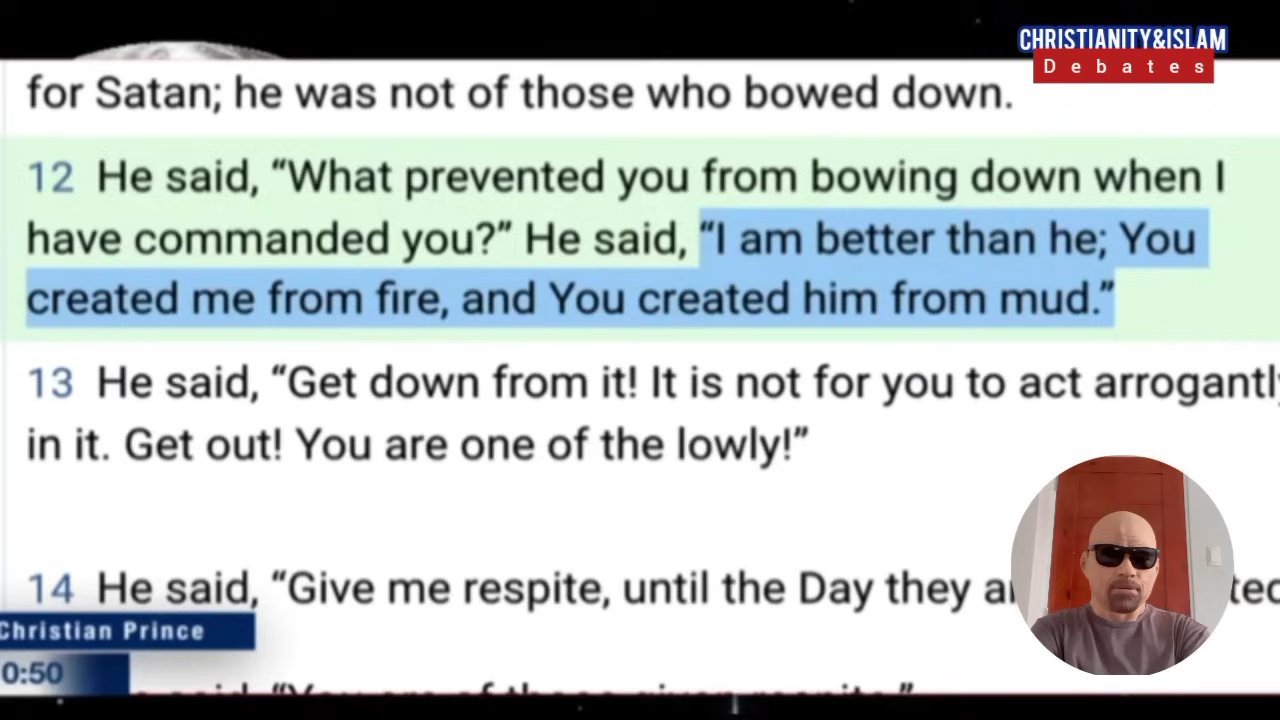 CHRISTIANITY&ISLAM
Debates
for Satan; he was not of those who bowed down.
12 He said, “What prevented you from bowing down when I
have commanded you?” He said, “I am better than he; You
created me from fire, and You created him from mud.”
13 He said, “Get down from it! It is not for you to act arrogantly
in it. Get out! You are one of the lowly!”
14 He said, “Give me respite, until the Day they
Christian Prince
0:50